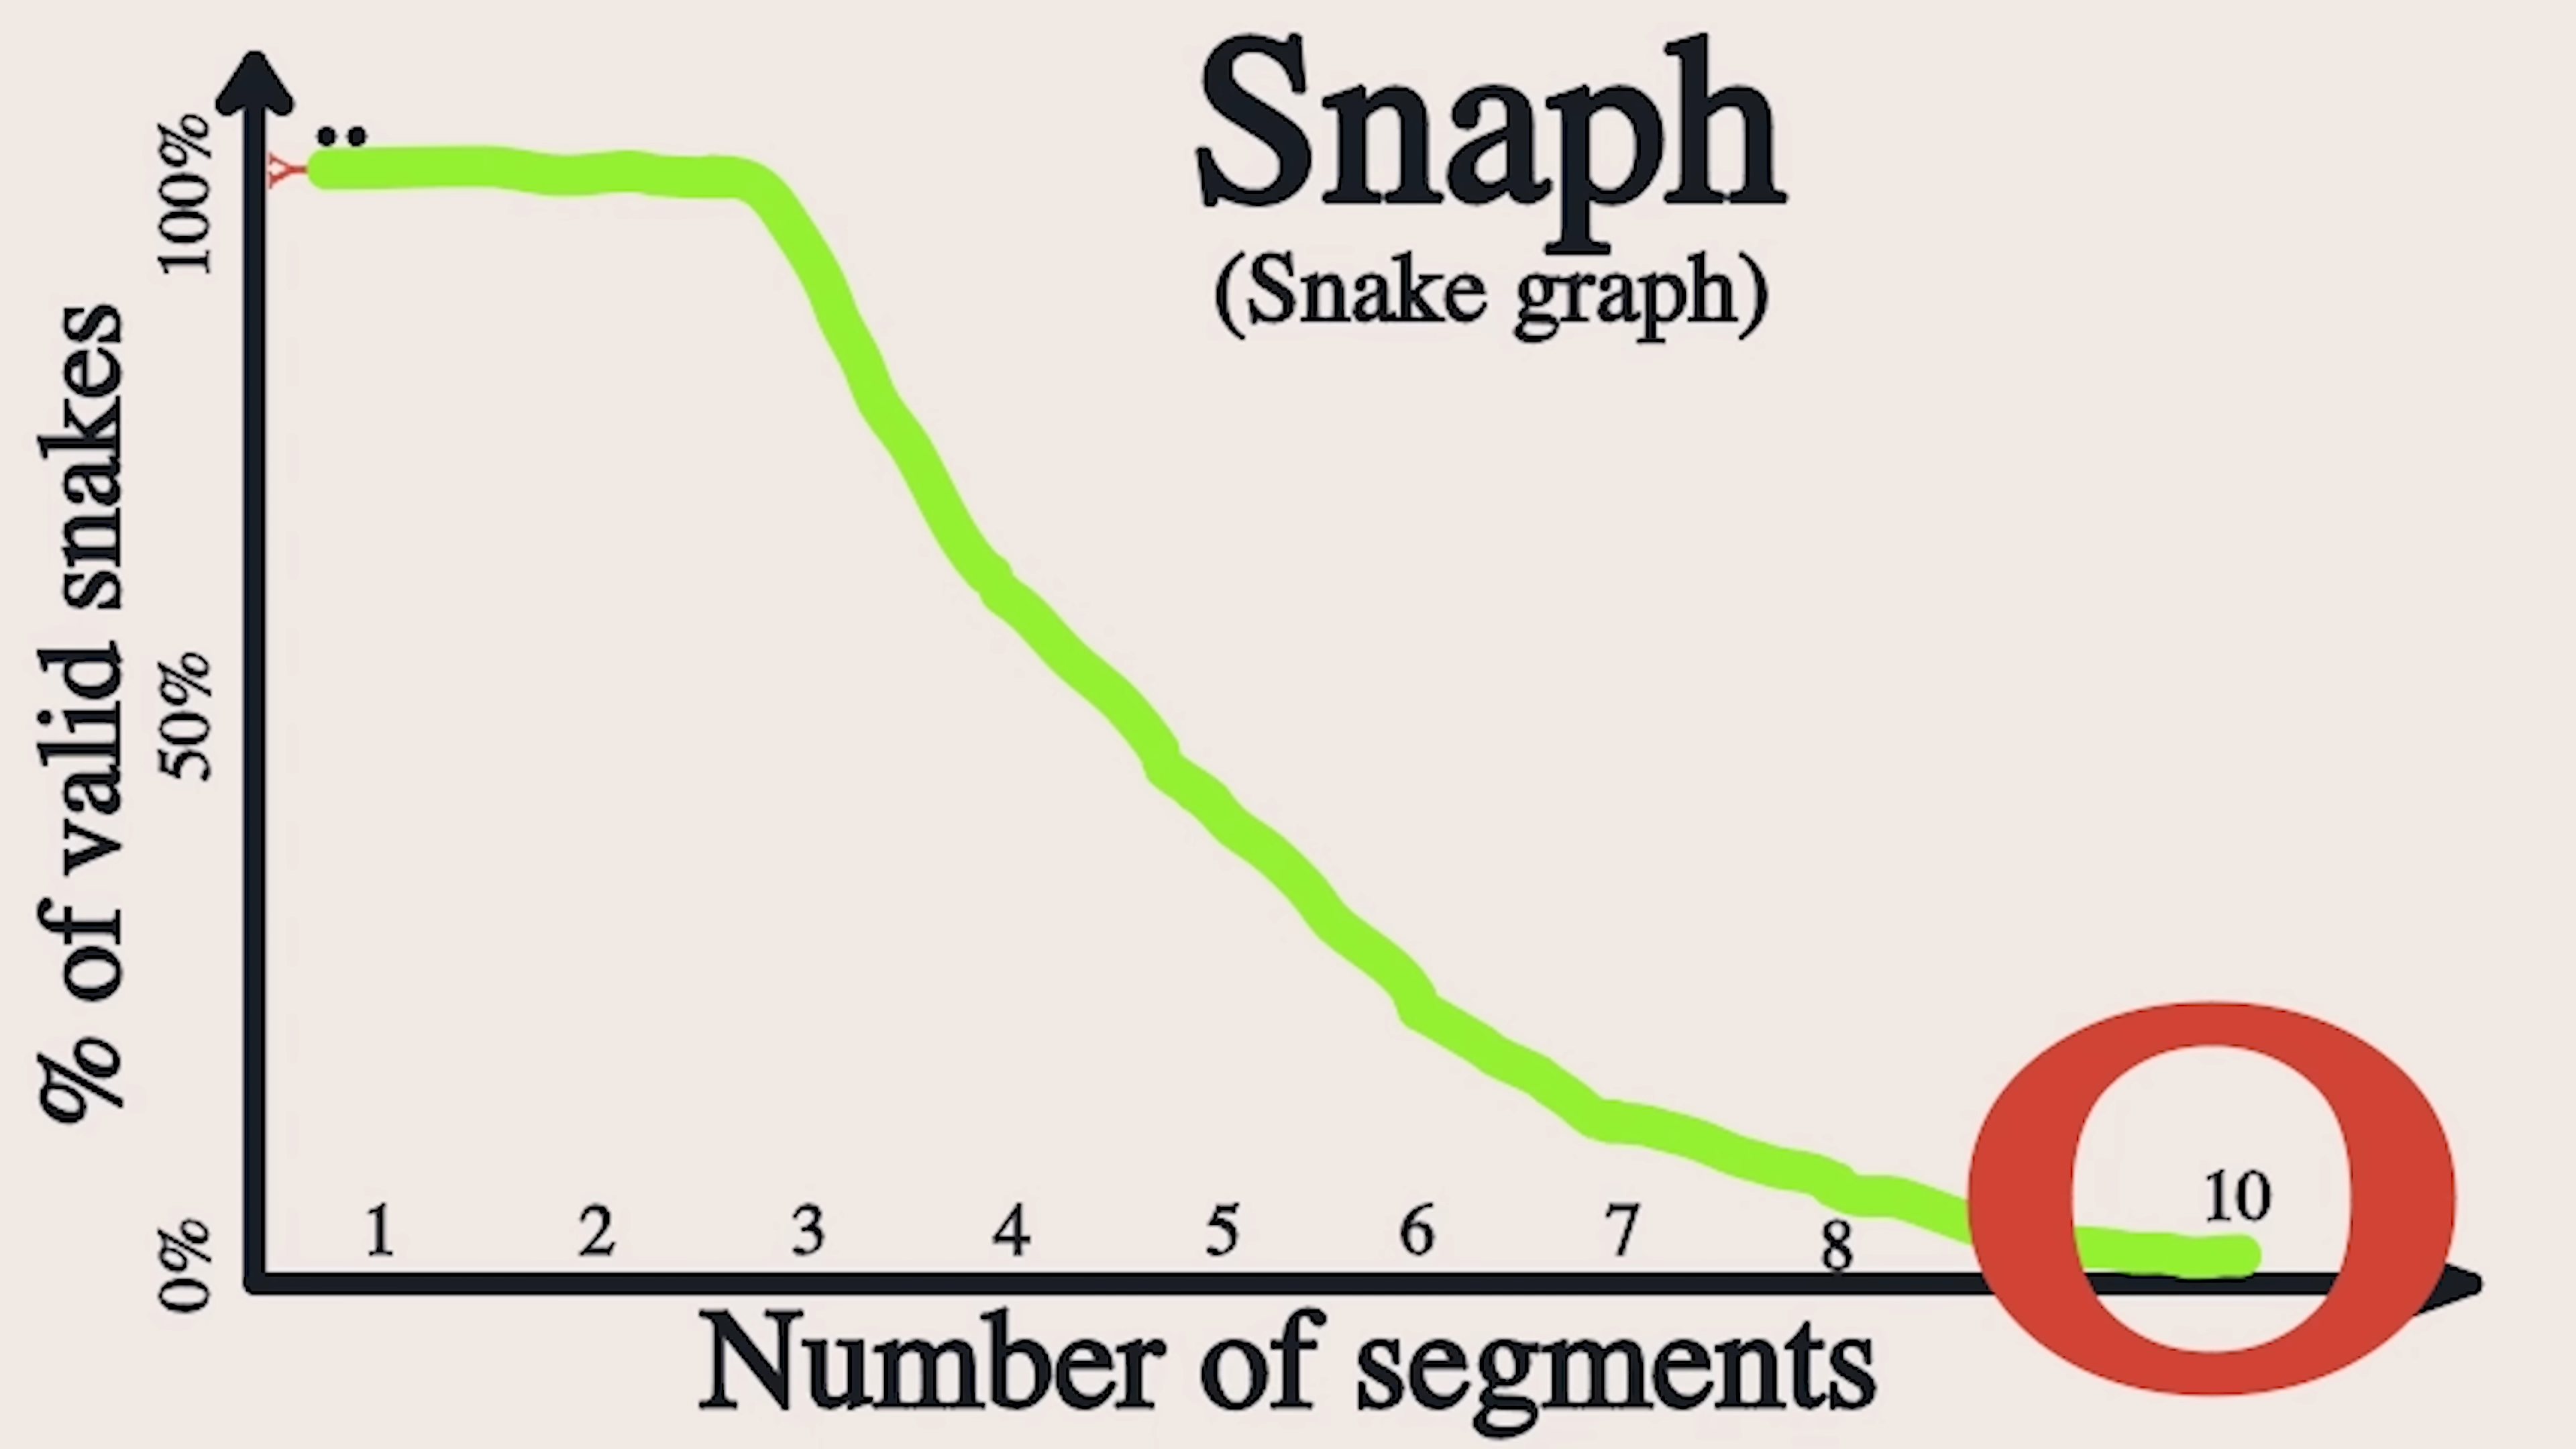 Snaph
(Snake graph)
% of valid snakes
100%
50%
0%
1 2 3 4 5 6 7 8 10
Number of segments